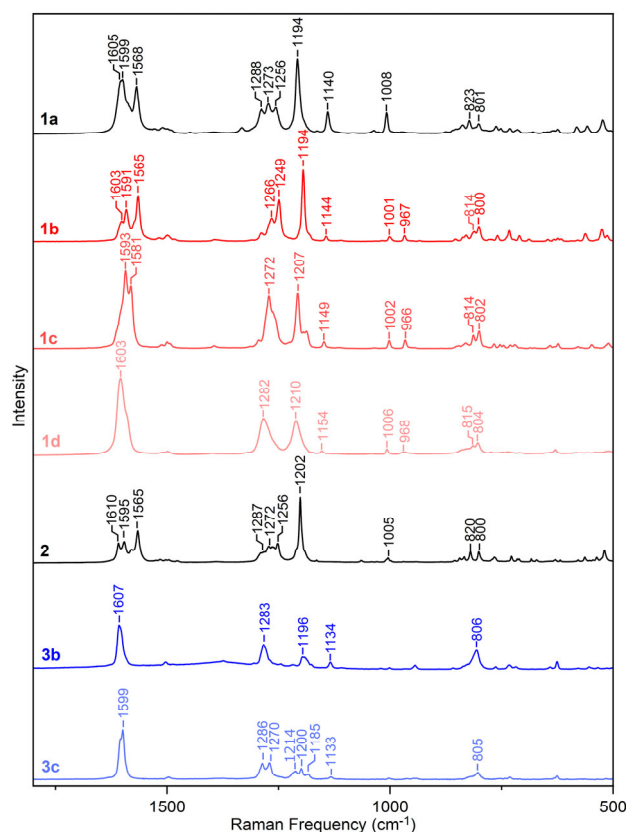 1605 1599 1568 1288 1273 1256 1194 1140 1008 823 801
1a
1603 1591 1565 1266 1249 1194 1144 1001 967 814 800
1b
1593 1581 1272 1207 1149 1002 966 814 802
1c
1603 1282 1210 1154 1006 968 815 804
1d
1610 1595 1565 1287 1272 1256 1202 1005 820 800
2
1607 1283 1196 1134 806
3b
1599 1286 1270 1214 1200 1185 1133 805
3c
Intensity
1500 1000 500
Raman Frequency (cm⁻¹)